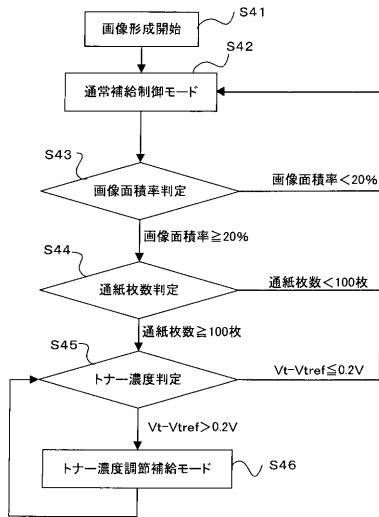 画像形成開始
S41
S42
通常補給制御モード
S43
画像面積率判定
画像面積率<20%
画像面積率≧20%
S44
通紙枚数判定
通紙枚数<100枚
通紙枚数≧100枚
S45
トナー濃度判定
Vt-Vtref≦0.2V
Vt-Vtref>0.2V
トナー濃度調節補給モード
S46